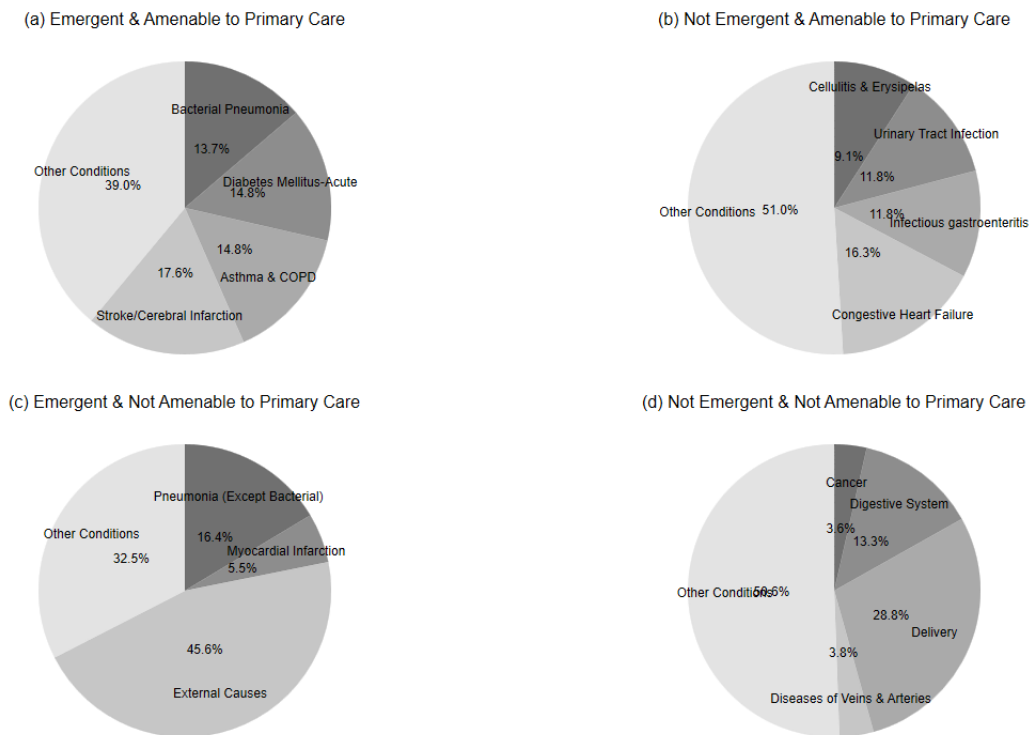 (a) Emergent & Amenable to Primary Care
Bacterial Pneumonia
13.7%
Other Conditions
39.0%
Diabetes Mellitus-Acute
14.8%
14.8%
Asthma & COPD
17.6%
Stroke/Cerebral Infarction
(b) Not Emergent & Amenable to Primary Care
Cellulitis & Erysipelas
9.1%
Urinary Tract Infection
11.8%
Other Conditions
51.0%
11.8%
Infectious gastroenteritis
16.3%
Congestive Heart Failure
(c) Emergent & Not Amenable to Primary Care
Pneumonia (Except Bacterial)
16.4%
Other Conditions
32.5%
Myocardial Infarction
5.5%
45.6%
External Causes
(d) Not Emergent & Not Amenable to Primary Care
Cancer
3.6%
Digestive System
13.3%
Other Conditions
50.6%
28.8%
Delivery
3.8%
Diseases of Veins & Arteries